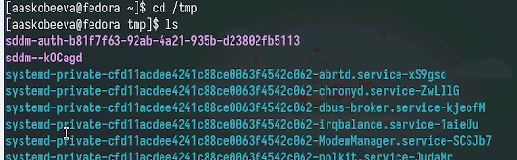 [aaskobeeva@fedora ~]$ cd /tmp
[aaskobeeva@fedora tmp]$ ls
sddm-auth-b81f7f63-92ab-4a21-935b-d23802fb5113
sddm--kOCagd
systemd-private-cfd11acdee4241c88ce0063f4542c062-abrtd.service-xS9gsc
systemd-private-cfd11acdee4241c88ce0063f4542c062-chronyd.service-ZwLIlG
systemd-private-cfd11acdee4241c88ce0063f4542c062-dbus-broker.service-kjeofM
systemd-private-cfd11acdee4241c88ce0063f4542c062-irqbalance.service-1aieUu
systemd-private-cfd11acdee4241c88ce0063f4542c062-ModemManager.service-SCSJb7
systemd-private-cfd11acdee4241c88ce0063f4542c062-polkit.service-JudaMr